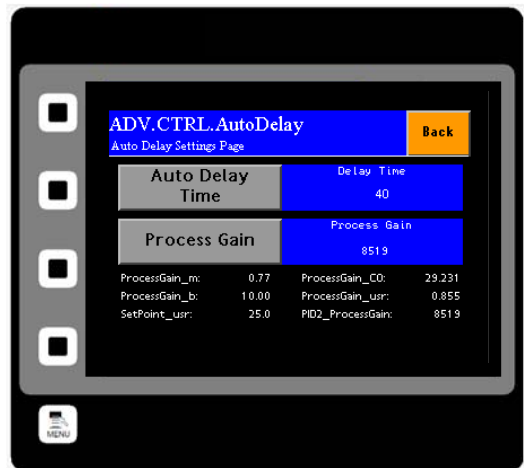 ADV.CTRL.AutoDelay
Auto Delay Settings Page
Back
Auto Delay
Time
Delay Time
40
Process Gain
Process Gain
8519
ProcessGain_m: 0.77 ProcessGain_CO: 29.231
ProcessGain_b: 10.00 ProcessGain_usr: 0.855
SetPoint_usr: 25.0 PID2_ProcessGain: 8519
MENU